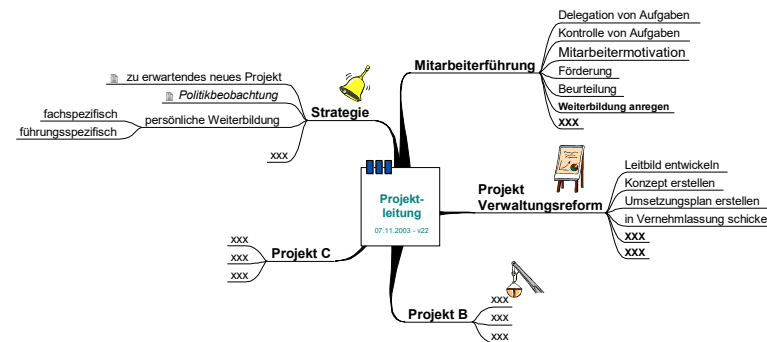 Projekt-
leitung
07.11.2003 - v22
Mitarbeiterführung
Delegation von Aufgaben
Kontrolle von Aufgaben
Mitarbeitermotivation
Förderung
Beurteilung
Weiterbildung anregen
xxx
Projekt
Verwaltungsreform
Leitbild entwickeln
Konzept erstellen
Umsetzungsplan erstellen
in Vernehmlassung schicke
xxx
xxx
Projekt B
xxx
xxx
xxx
Projekt C
xxx
xxx
xxx
Strategie
zu erwartendes neues Projekt
Politikbeobachtung
persönliche Weiterbildung
fachspezifisch
führungsspezifisch
xxx